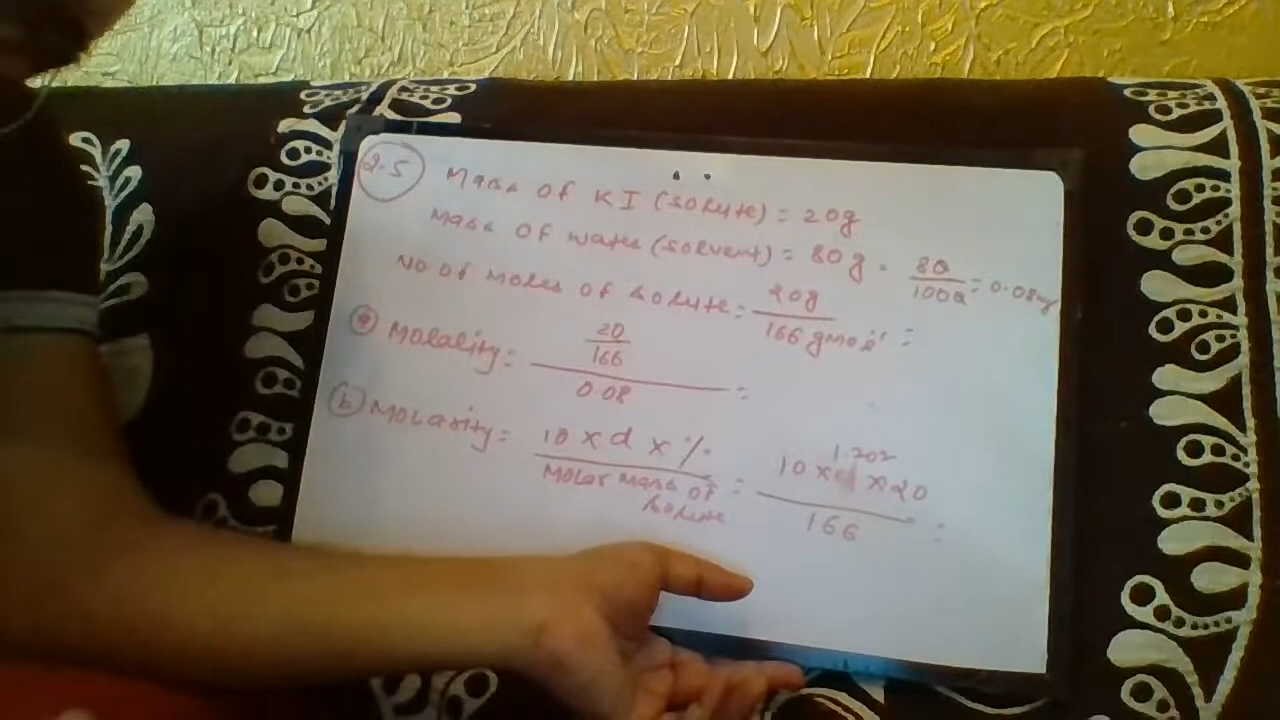 2.5 Mass of KI (solute) = 20g
Mass of water (solvent) = 80 g = 80/1000 = 0.08kg
No of moles of solute = 20g/166 gmol⁻¹ =
(a) Molality = (20/166)/0.08 =
(b) Molarity = 10 x d x %/Molar mass of solute = 10 x 1.202 x 20/166 =